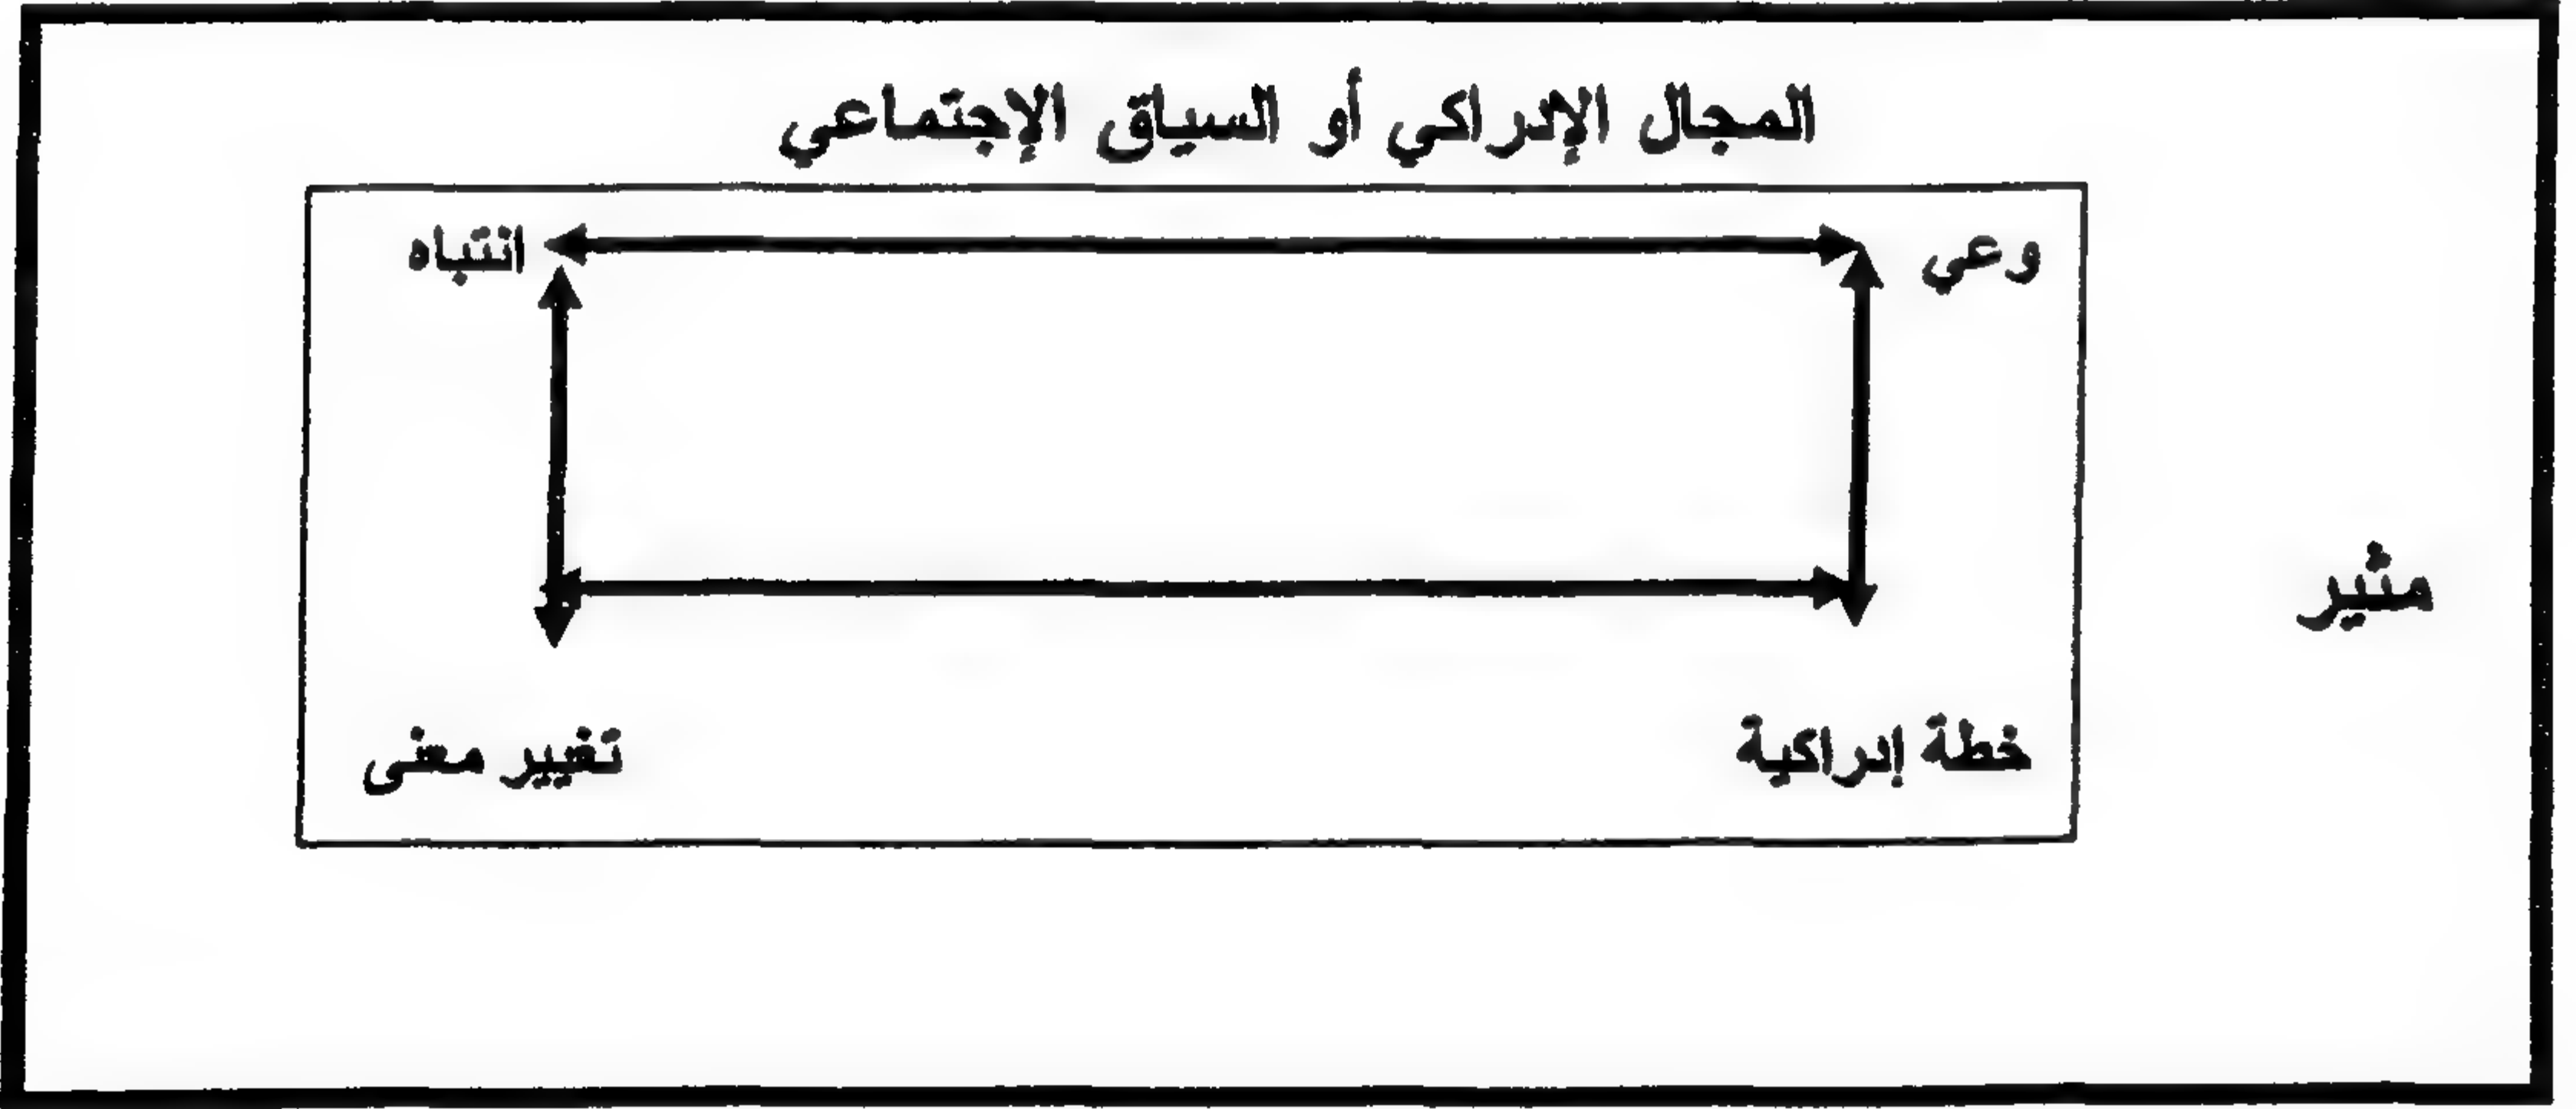 المجال الإدراكي أو السياق الإجتماعي
وعي
انتباه
مثير
خطة إدراكية
تغيير معنى